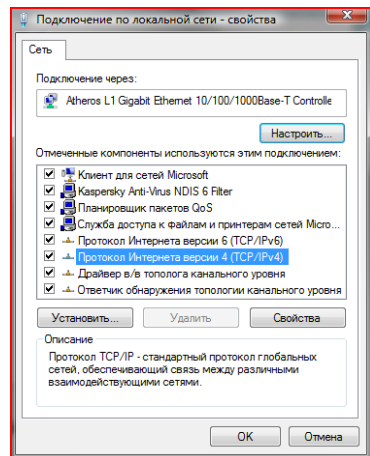 Подключение по локальной сети - свойства
Сеть
Подключение через:
Atheros L1 Gigabit Ethernet 10/100/1000Base-T Controlle
Настроить...
Отмеченные компоненты используются этим подключением:
Клиент для сетей Microsoft
Kaspersky Anti-Virus NDIS 6 Filter
Планировщик пакетов QoS
Служба доступа к файлам и принтерам сетей Micro...
Протокол Интернета версии 6 (TCP/IPv6)
Протокол Интернета версии 4 (TCP/IPv4)
Драйвер в/в тополога канального уровня
Ответчик обнаружения топологии канального уровня
Установить...
Удалить
Свойства
Описание
Протокол TCP/IP - стандартный протокол глобальных
сетей, обеспечивающий связь между различными
взаимодействующими сетями.
OK
Отмена